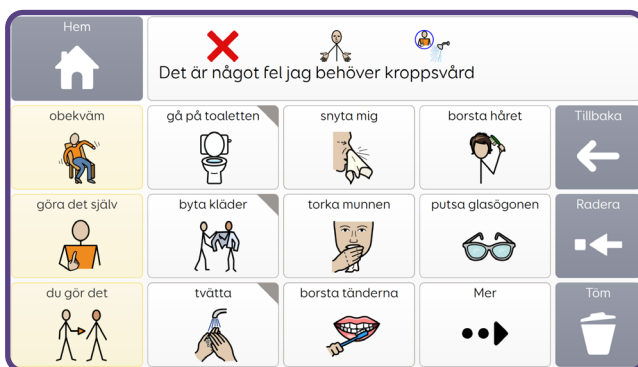 Hem
Det är något fel jag behöver kroppsvård
obekväm
gå på toaletten
snyta mig
borsta håret
Tillbaka
göra det själv
byta kläder
torka munnen
putsa glasögonen
Radera
du gör det
tvätta
borsta tänderna
Mer
Töm